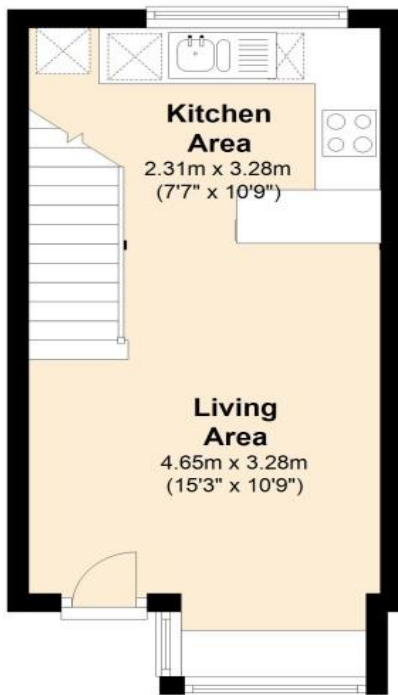 Kitchen
Area
2.31m x 3.28m
(7'7" x 10'9")
Living
Area
4.65m x 3.28m
(15'3" x 10'9")